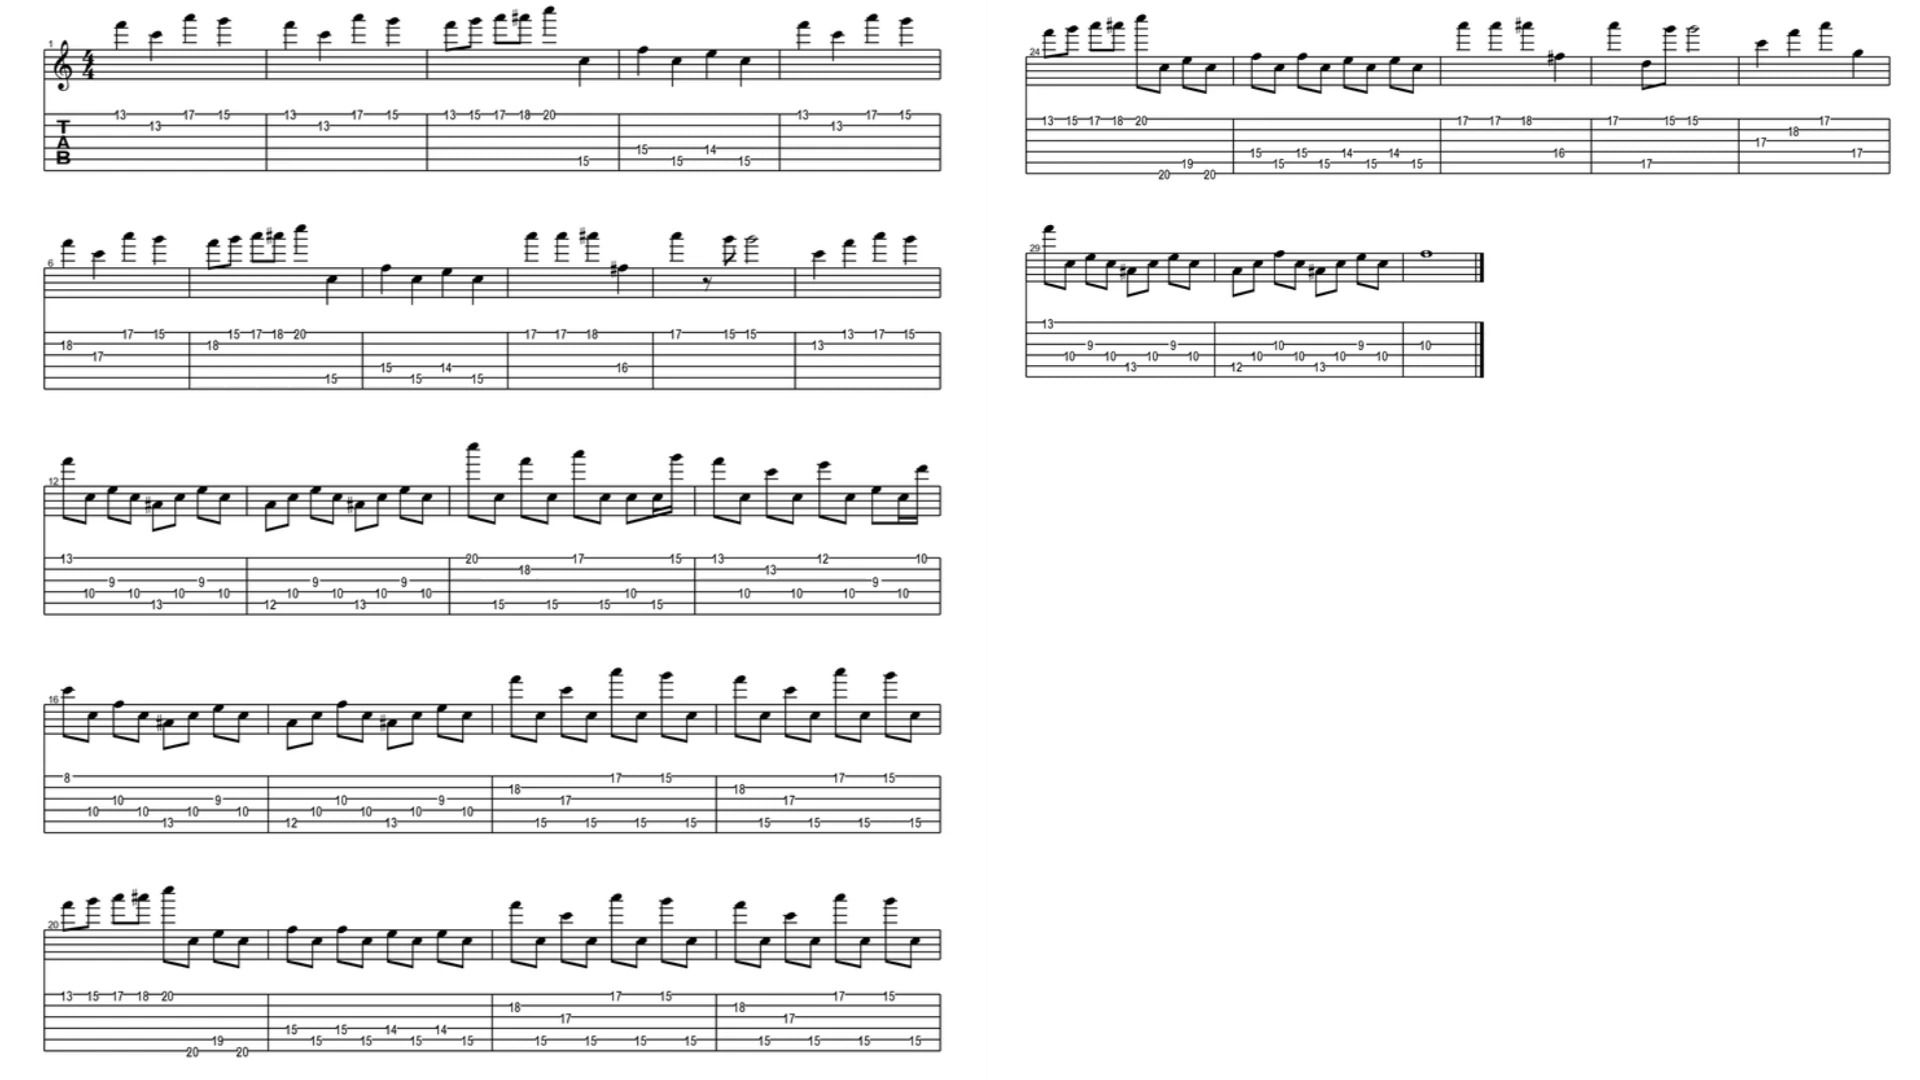 1
4
4
13 13 17 15 13 13 17 15 13 15 17 18 20 15 15 15 14 15 13 13 17 15
T
A
B
6
18 17 17 15 18 15 17 18 20 15 15 15 14 15 17 17 18 16 17 15 15 13 13 17 15
12
13 10 9 10 13 10 9 10 12 10 9 10 13 10 9 10 20 15 18 15 17 15 10 15 15 13 10 13 10 12 10 9 10 10
16
8 10 10 10 13 10 9 10 12 10 10 10 13 10 9 10 18 15 17 15 17 15 15 15 18 15 17 15 17 15 15 15
20
13 15 17 18 20 20 19 20 15 15 15 15 14 15 14 15 18 15 17 15 17 15 15 15 18 15 17 15 17 15 15 15
24
13 15 17 18 20 20 19 20 15 15 15 15 14 15 14 15 17 17 18 16 17 17 15 15 17 18 17 17
29
13 10 9 10 13 10 9 10 12 10 10 10 13 10 9 10 10